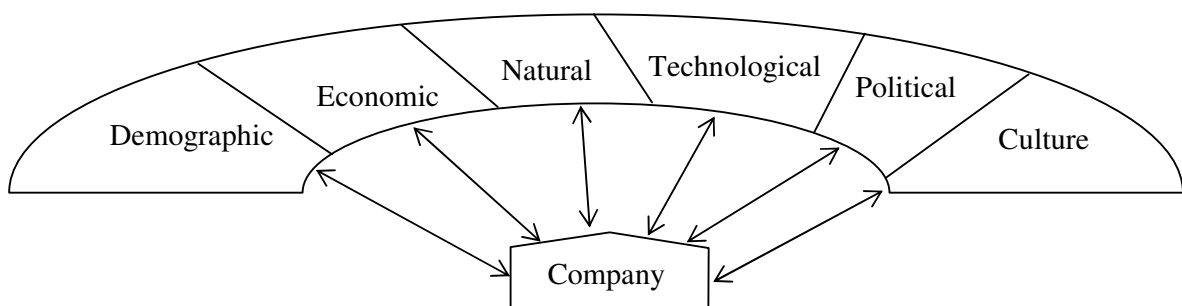 Demographic
Economic
Natural
Technological
Political
Culture
Company